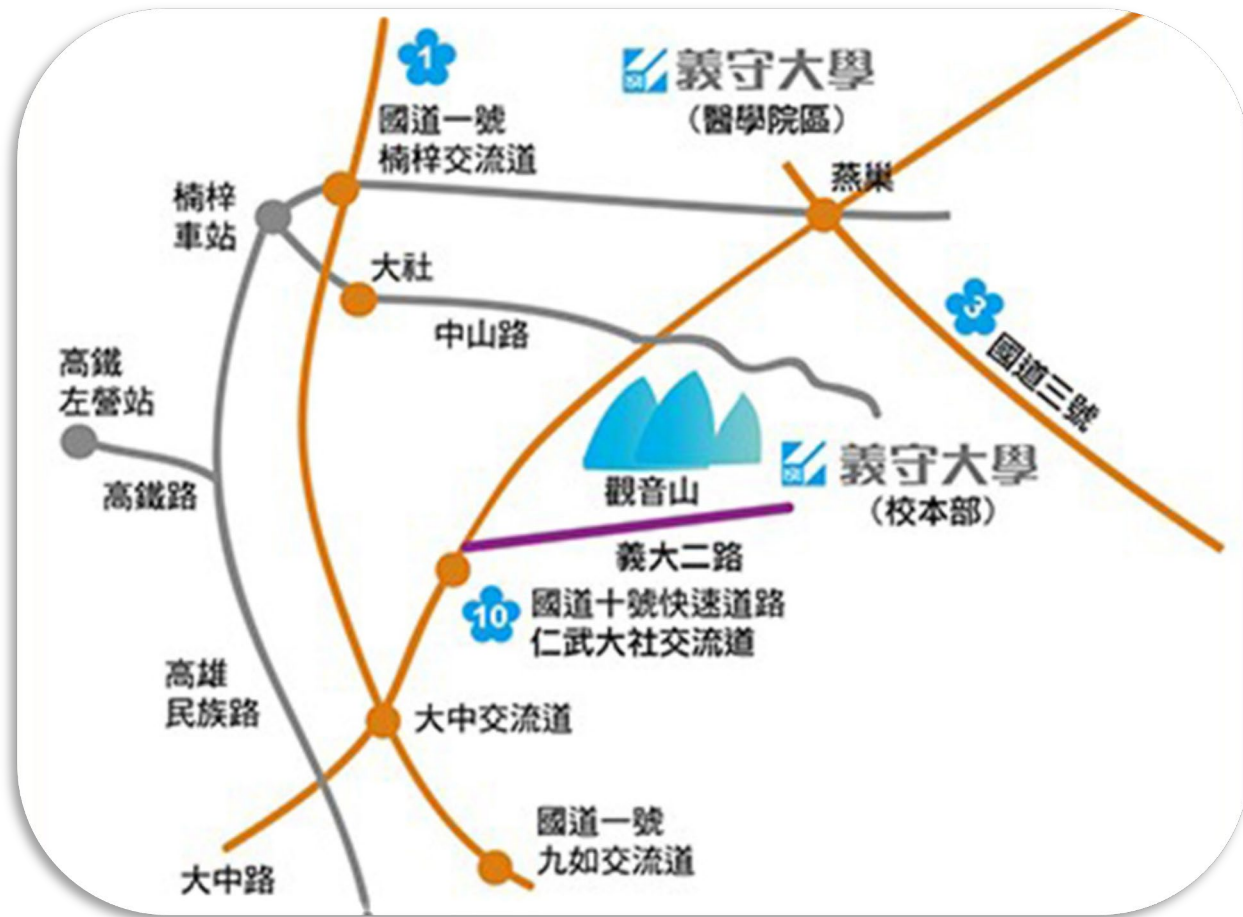 1
國道一號
楠梓交流道
義守大學
（醫學院區）
燕巢
楠梓
車站
大社
中山路
3
國道三號
高鐵
左營站
高鐵路
觀音山
ISU 義守大學
（校本部）
義大二路
10
國道十號快速道路
仁武大社交流道
高雄
民族路
大中交流道
國道一號
九如交流道
大中路